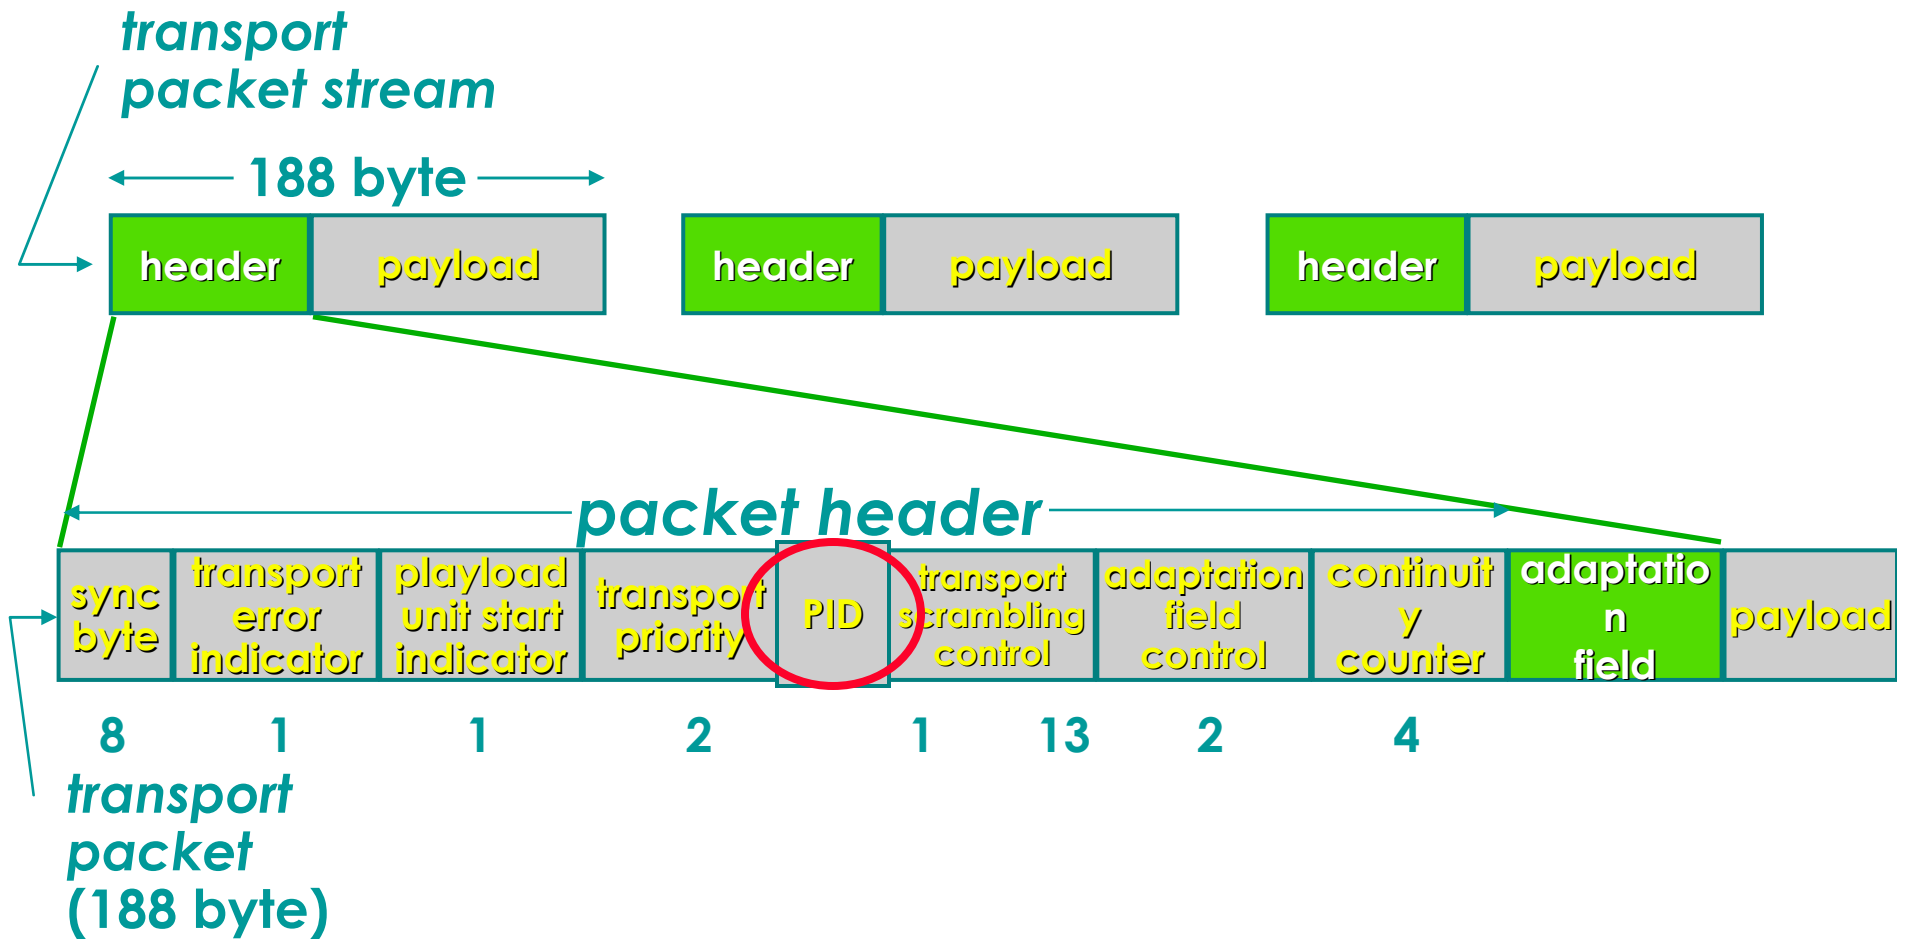 transport
packet stream
188 byte
header payload header payload header payload
packet header
sync
byte
transport
error
indicator
playload
unit start
indicator
transport
priority
PID
transport
scrambling
control
adaptation
field
control
continuit
y
counter
adaptatio
n
field
payload
8 1 1 2 1 13 2 4
transport
packet
(188 byte)